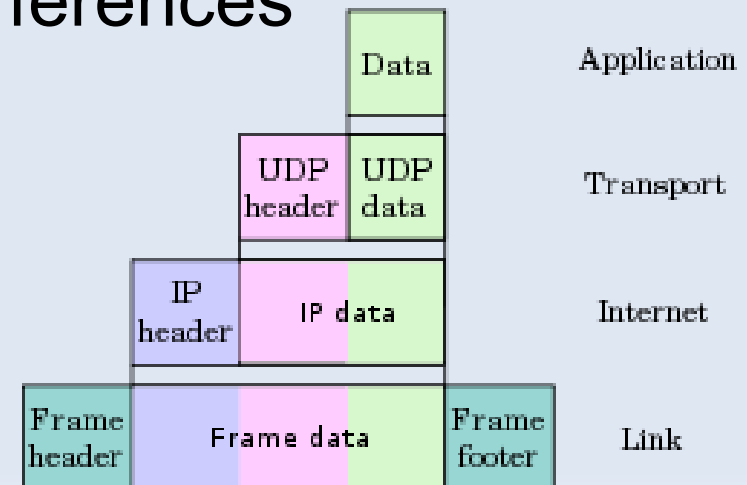 ferences
Data Application
UDP header UDP data Transport
IP header IP data Internet
Frame header Frame data Frame footer Link